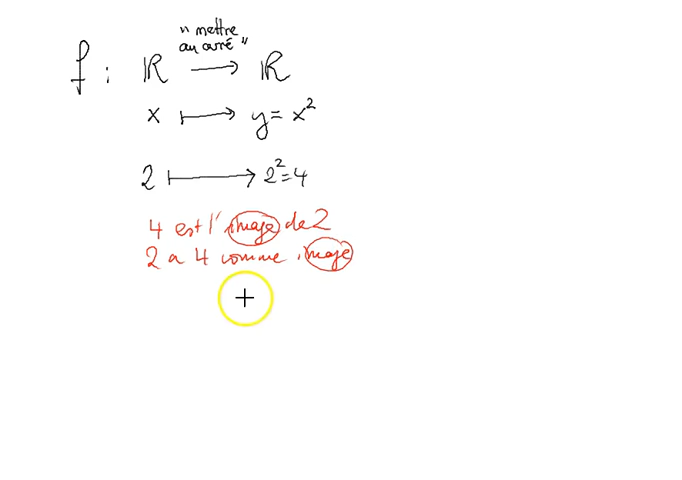 "mettre
au carré"
f : ℝ ⟶ ℝ
x ⟼ y = x²
2 ⟼ 2² = 4
4 est l'image de 2
2 a 4 comme image